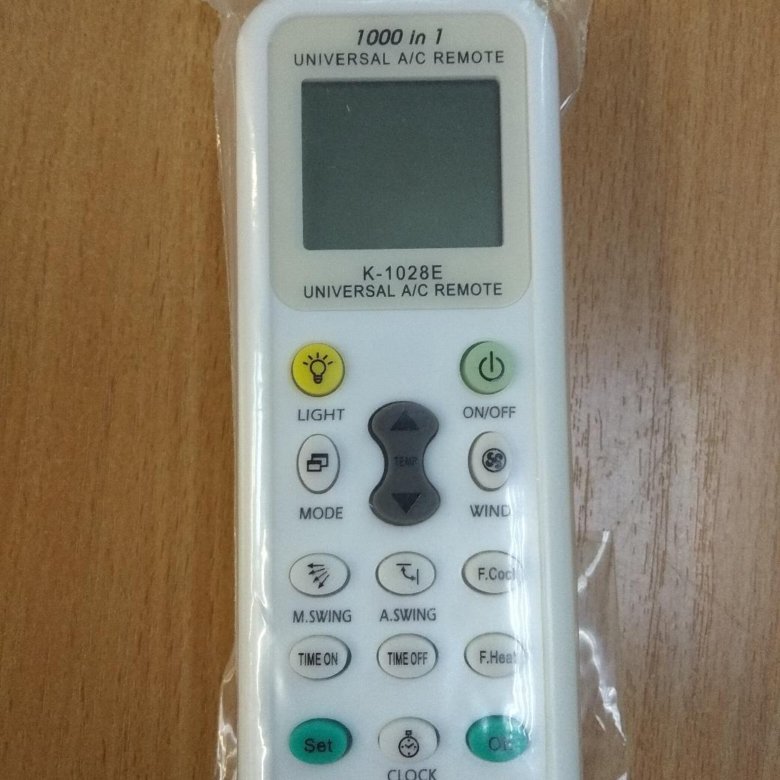 1000 in 1
UNIVERSAL A/C REMOTE
K-1028E
UNIVERSAL A/C REMOTE
LIGHT
ON/OFF
TEMP
MODE
WIND
F.Cool
M.SWING
A.SWING
TIME ON
TIME OFF
F.Heat
Set
OK
CLOCK